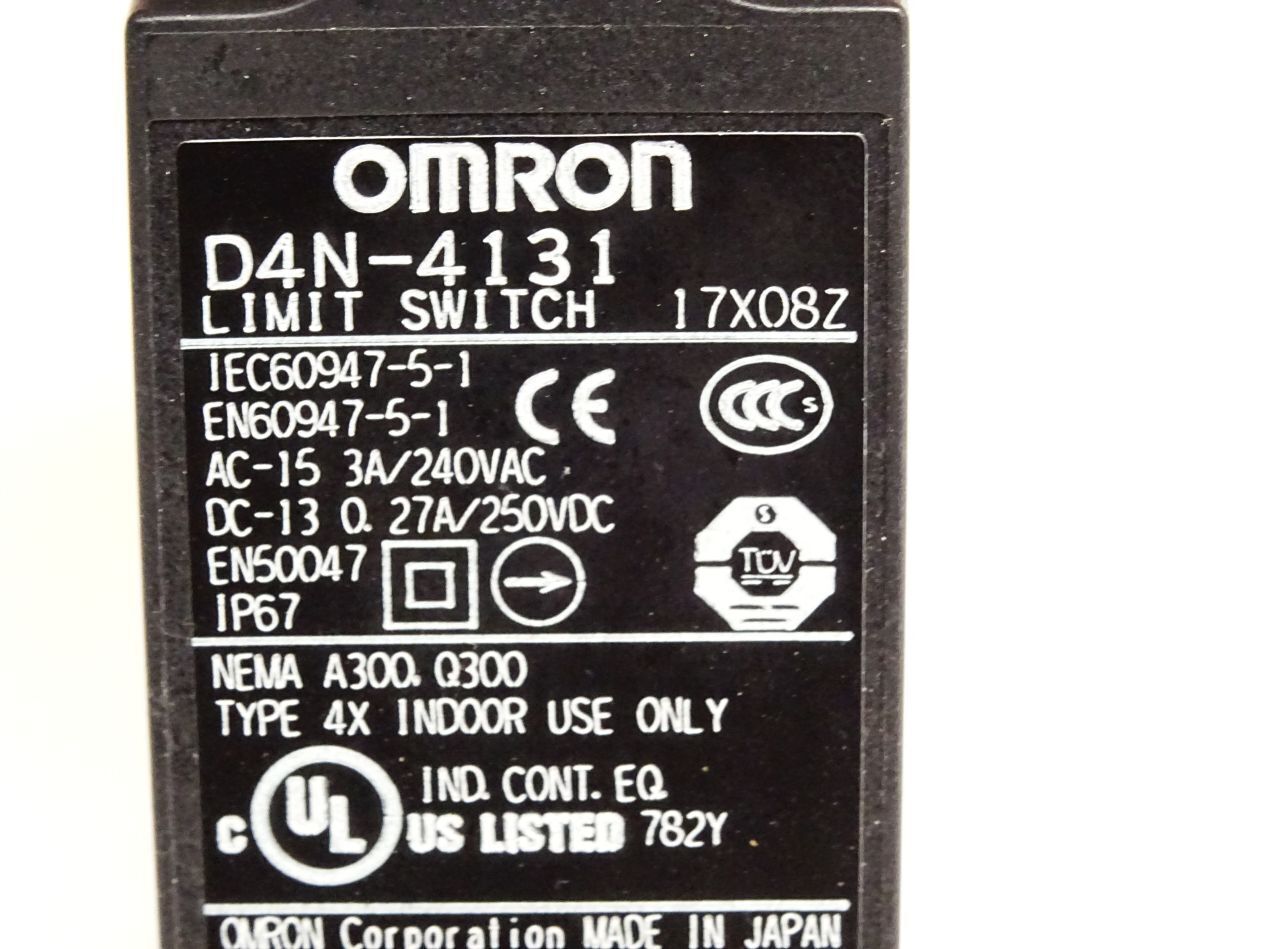 OMRON
D4N-4131
LIMIT SWITCH 17X08Z
IEC60947-5-1
EN60947-5-1
CE
CCC S
AC-15 3A/240VAC
DC-13 0.27A/250VDC
EN50047
IP67
S
TÜV
NEMA A300. Q300
TYPE 4X INDOOR USE ONLY
IND. CONT. EQ.
C UL US LISTED 782Y
OMRON Corporation MADE IN JAPAN